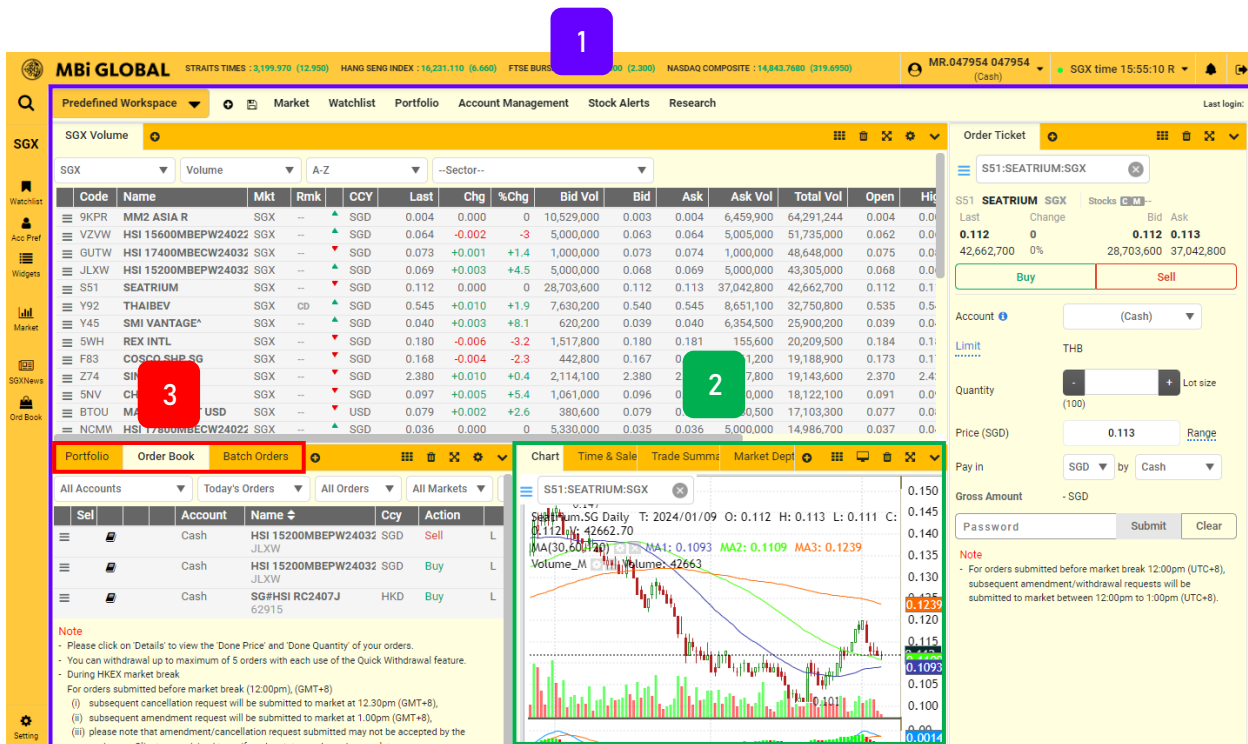 1
MBi GLOBAL STRAITS TIMES : 3,199.970 (12.950) HANG SENG INDEX : 16,231.110 (6.660) FTSE (2.300) NASDAQ COMPOSITE : 14,843.7680 (319.6950) MR.047954 047954 (Cash) SGX time 15:55:10 R
Predefined Workspace Market Watchlist Portfolio Account Management Stock Alerts Research Last login:
SGX
Watchlist
Acc Pref
Widgets
Market
SGXNews
Ord Book
Setting
SGX Volume
SGX Volume A-Z --Sector--
Code Name Mkt Rmk CCY Last Chg %Chg Bid Vol Bid Ask Ask Vol Total Vol Open
9KPR MM2 ASIA R SGX -- SGD 0.004 0.000 0 10,529,000 0.003 0.004 6,459,900 64,291,244 0.004
VZVW HSI 15600MBEPW24022 SGX -- SGD 0.064 -0.002 -3 5,000,000 0.063 0.064 5,005,000 51,735,000 0.062
GUTW HSI 17400MBECW24032 SGX -- SGD 0.073 +0.001 +1.4 1,000,000 0.073 0.074 1,000,000 48,648,000 0.075
JLXW HSI 15200MBEPW24032 SGX -- SGD 0.069 +0.003 +4.5 5,000,000 0.068 0.069 5,000,000 43,305,000 0.068
S51 SEATRIUM SGX -- SGD 0.112 0.000 0 28,703,600 0.112 0.113 37,042,800 42,662,700 0.112
Y92 THAIBEV SGX CD SGD 0.545 +0.010 +1.9 7,630,200 0.540 0.545 8,651,100 32,750,800 0.535
Y45 SMI VANTAGE^ SGX -- SGD 0.040 +0.003 +8.1 620,200 0.039 0.040 6,354,500 25,900,200 0.039
5WH REX INTL SGX -- SGD 0.180 -0.006 -3.2 1,517,800 0.180 0.181 155,600 20,209,500 0.184
F83 COSCO SHP SG SGX -- SGD 0.168 -0.004 -2.3 442,800 0.167 19,188,900 0.173
Z74 SGX -- SGD 2.380 +0.010 +0.4 2,114,100 2.380 19,143,600 2.370
5NV SGX -- SGD 0.097 +0.005 +5.4 1,061,000 0.096 18,122,100 0.091
BTOU USD SGX -- USD 0.079 +0.002 +2.6 380,600 0.079 17,103,300 0.077
NCMW HSI 17800MBECW24022 SGX -- SGD 0.036 0.000 0 5,330,000 0.035 0.036 5,000,000 14,986,700 0.037
3
2
Portfolio Order Book Batch Orders
All Accounts Today's Orders All Orders All Markets
Sel Account Name Ccy Action
Cash HSI 15200MBEPW24032 SGD Sell L
JLXW
Cash HSI 15200MBEPW24032 SGD Buy L
JLXW
Cash SG#HSI RC2407J HKD Buy L
62915
Note
- Please click on 'Details' to view the 'Done Price' and 'Done Quantity' of your orders.
- You can withdrawal up to maximum of 5 orders with each use of the Quick Withdrawal feature.
- During HKEX market break
For orders submitted before market break (12:00pm), (GMT+8)
(i) subsequent cancellation request will be submitted to market at 12.30pm (GMT+8),
(ii) subsequent amendment request will be submitted to market at 1.00pm (GMT+8),
(iii) please note that amendment/cancellation request submitted may not be accepted by the
Chart Time & Sale Trade Summa Market Dept
S51:SEATRIUM:SGX
Seatrium.SG Daily T: 2024/01/09 O: 0.112 H: 0.113 L: 0.111 C:
0.112 V: 42662.70
MA(30,60,120) MA1: 0.1093 MA2: 0.1109 MA3: 0.1239
Volume_M Volume: 42663
0.150
0.145
0.140
0.135
0.130
0.1239
0.120
0.115
0.1093
0.105
0.101
0.100
0.0014
Order Ticket
S51:SEATRIUM:SGX
S51 SEATRIUM SGX Stocks C M --
Last Change Bid Ask
0.112 0 0.112 0.113
42,662,700 0% 28,703,600 37,042,800
Buy Sell
Account (Cash)
Limit THB
Quantity - + Lot size
(100)
Price (SGD) 0.113 Range
Pay in SGD by Cash
Gross Amount - SGD
Password Submit Clear
Note
- For orders submitted before market break 12:00pm (UTC+8),
subsequent amendment/withdrawal requests will be
submitted to market between 12:00pm to 1:00pm (UTC+8).